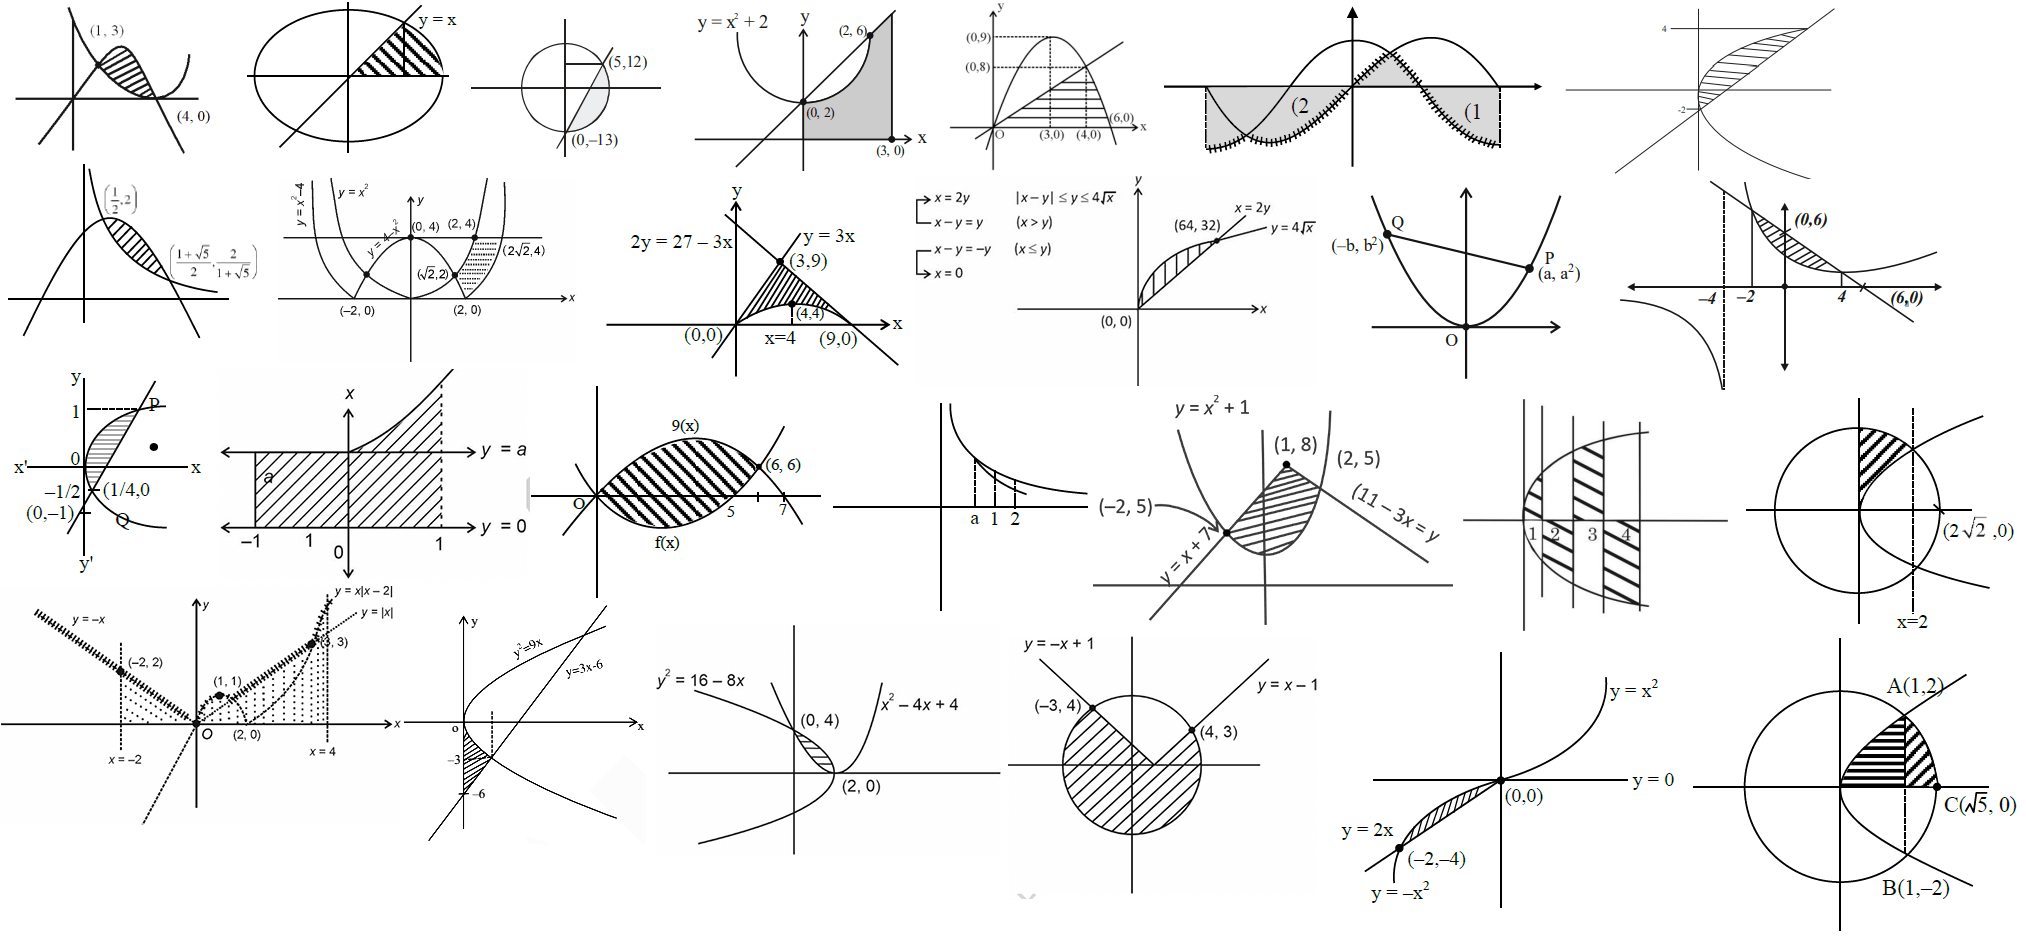 (1, 3)
(4, 0)
y = x
(5,12)
(0,–13)
y = x² + 2
y
(2, 6)
(0, 2)
x
(3, 0)
y
(0,9)
(0,8)
O
(3,0)
(4,0)
(6,0)
x
(2
(1
4
-2
(1/2, 2)
((1+√5)/2, 2/(1+√5))
y = x²–4
y = x²
y = 4–x²
y
(0, 4)
(2, 4)
(2√2,4)
(√2,2)
(–2, 0)
(2, 0)
x
y
2y = 27 – 3x
y = 3x
(3,9)
(4,4)
(0,0)
x=4
(9,0)
x
x = 2y
|x – y| ≤ y ≤ 4√x
x – y = y
(x > y)
x – y = –y
(x ≤ y)
x = 0
y
x = 2y
(64, 32)
y = 4√x
(0, 0)
x
Q
(–b, b²)
P
(a, a²)
O
(0,6)
–4
–2
4
(6,0)
y
1
P
x'
0
x
–1/2
(1/4,0
(0,–1)
Q
y'
x
y = a
a
y = 0
–1
1
0
1
9(x)
(6, 6)
O
5
7
f(x)
a
1
2
y = x² + 1
(1, 8)
(2, 5)
(–2, 5)
y = x + 7
(11 – 3x = y
1
2
3
4
(2√2 ,0)
x=2
y = –x
y
y = x|x – 2|
y = |x|
(–2, 2)
(1, 1)
(3, 3)
O
(2, 0)
x
x = –2
x = 4
y
y²=9x
y=3x-6
o
x
–3
–6
y² = 16 – 8x
x² – 4x + 4
(0, 4)
(2, 0)
y = –x + 1
y = x – 1
(–3, 4)
(4, 3)
y = x²
y = 0
(0,0)
y = 2x
(–2,–4)
y = –x²
A(1,2)
C(√5, 0)
B(1,–2)